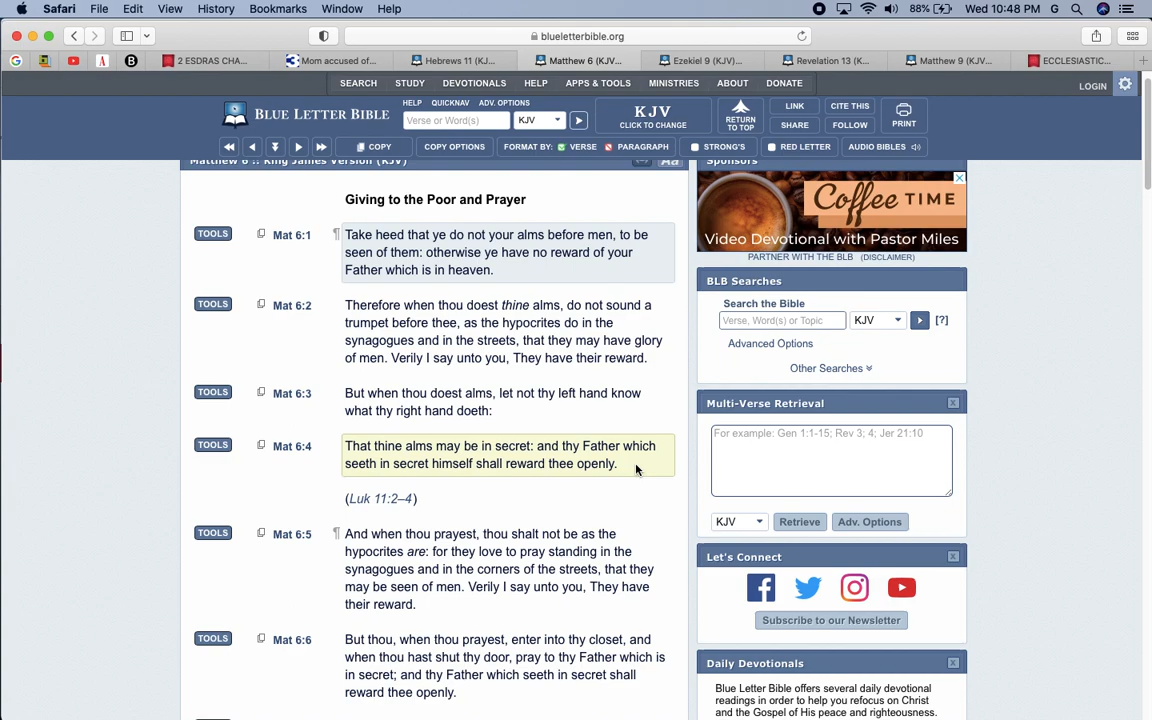 Safari File Edit View History Bookmarks Window Help 88% Wed 10:48 PM G
blueletterbible.org
2 ESDRAS CHA... Mom accused of... Hebrews 11 (KJ... Matthew 6 (KJV... Ezekiel 9 (KJV)... Revelation 13 (K... Matthew 9 (KJV... ECCLESIASTIC...
SEARCH STUDY DEVOTIONALS HELP APPS & TOOLS MINISTRIES ABOUT DONATE LOGIN
BLUE LETTER BIBLE
HELP QUICKNAV ADV. OPTIONS
Verse or Word(s) KJV
KJV
CLICK TO CHANGE
RETURN
TO TOP
LINK CITE THIS
SHARE FOLLOW
PRINT
COPY COPY OPTIONS FORMAT BY: VERSE PARAGRAPH STRONG'S RED LETTER AUDIO BIBLES
Matthew 6 :: King James Version (KJV)
Giving to the Poor and Prayer
TOOLS Mat 6:1 ¶ Take heed that ye do not your alms before men, to be
seen of them: otherwise ye have no reward of your
Father which is in heaven.
TOOLS Mat 6:2 Therefore when thou doest thine alms, do not sound a
trumpet before thee, as the hypocrites do in the
synagogues and in the streets, that they may have glory
of men. Verily I say unto you, They have their reward.
TOOLS Mat 6:3 But when thou doest alms, let not thy left hand know
what thy right hand doeth:
TOOLS Mat 6:4 That thine alms may be in secret: and thy Father which
seeth in secret himself shall reward thee openly.
(Luk 11:2–4)
TOOLS Mat 6:5 ¶ And when thou prayest, thou shalt not be as the
hypocrites are: for they love to pray standing in the
synagogues and in the corners of the streets, that they
may be seen of men. Verily I say unto you, They have
their reward.
TOOLS Mat 6:6 But thou, when thou prayest, enter into thy closet, and
when thou hast shut thy door, pray to thy Father which is
in secret; and thy Father which seeth in secret shall
reward thee openly.
Sponsors
Coffee TIME
Video Devotional with Pastor Miles
PARTNER WITH THE BLB (DISCLAIMER)
BLB Searches
Search the Bible
Verse, Word(s) or Topic KJV [?]
Advanced Options
Other Searches
Multi-Verse Retrieval
For example: Gen 1:1-15; Rev 3; 4; Jer 21:10
KJV Retrieve Adv. Options
Let's Connect
Subscribe to our Newsletter
Daily Devotionals
Blue Letter Bible offers several daily devotional
readings in order to help you refocus on Christ
and the Gospel of His peace and righteousness.